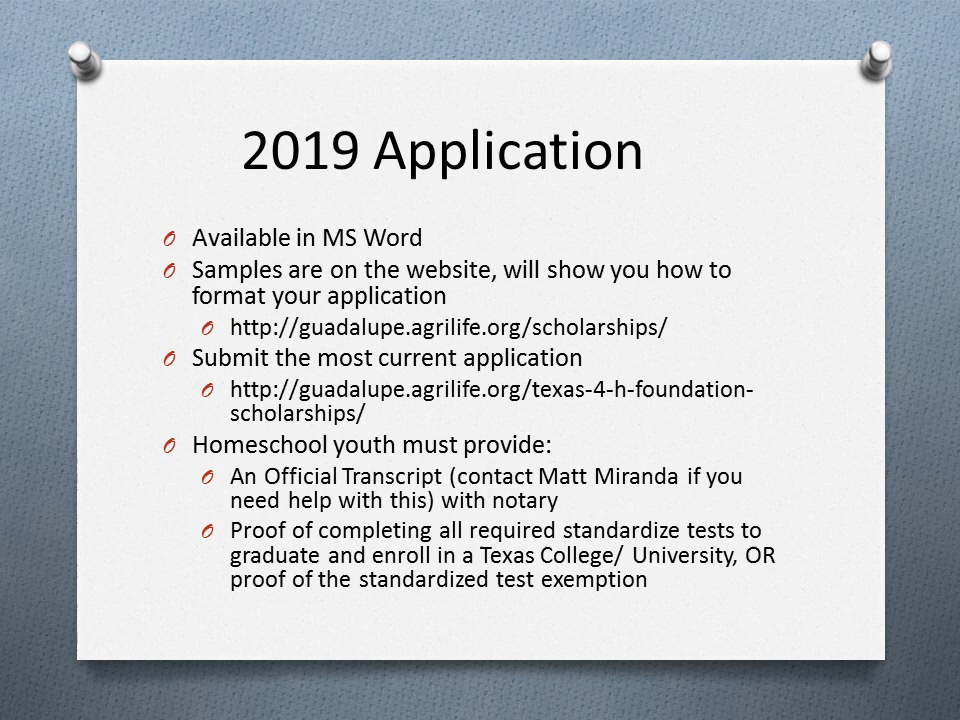 2019 Application
Available in MS Word
Samples are on the website, will show you how to
format your application
http://guadalupe.agrilife.org/scholarships/
Submit the most current application
http://guadalupe.agrilife.org/texas-4-h-foundation-
scholarships/
Homeschool youth must provide:
An Official Transcript (contact Matt Miranda if you
need help with this) with notary
Proof of completing all required standardize tests to
graduate and enroll in a Texas College/ University, OR
proof of the standardized test exemption